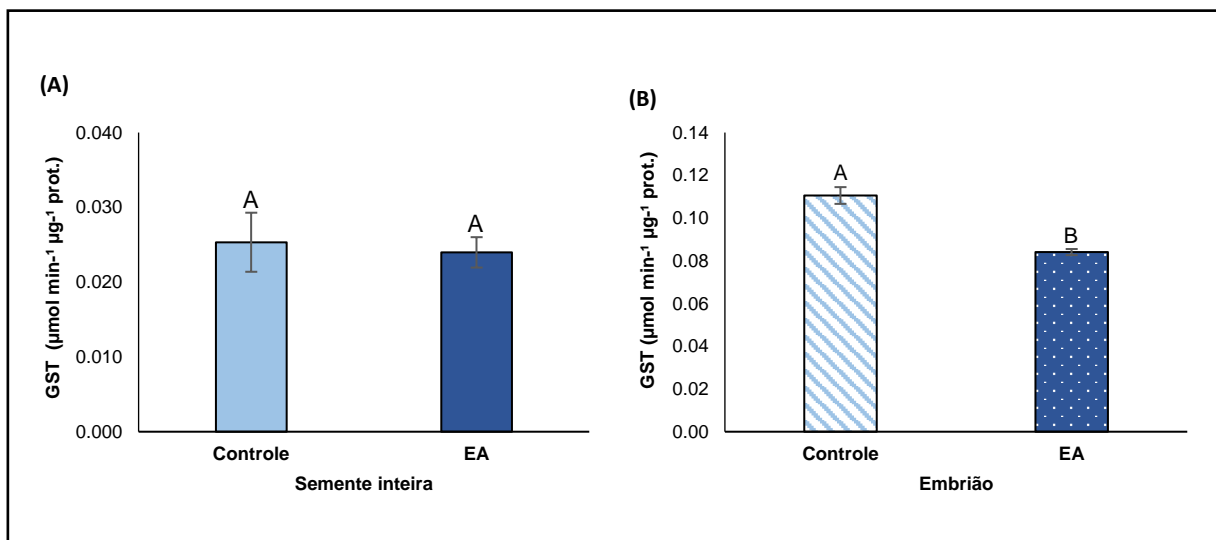 (A)
GST (µmol min-¹ µg-¹ prot.)
0.040
0.030
0.020
0.010
0.000
A
A
Controle
EA
Semente inteira
(B)
GST (µmol min-¹ µg-¹ prot.)
0.14
0.12
0.10
0.08
0.06
0.04
0.02
0.00
A
B
Controle
EA
Embrião